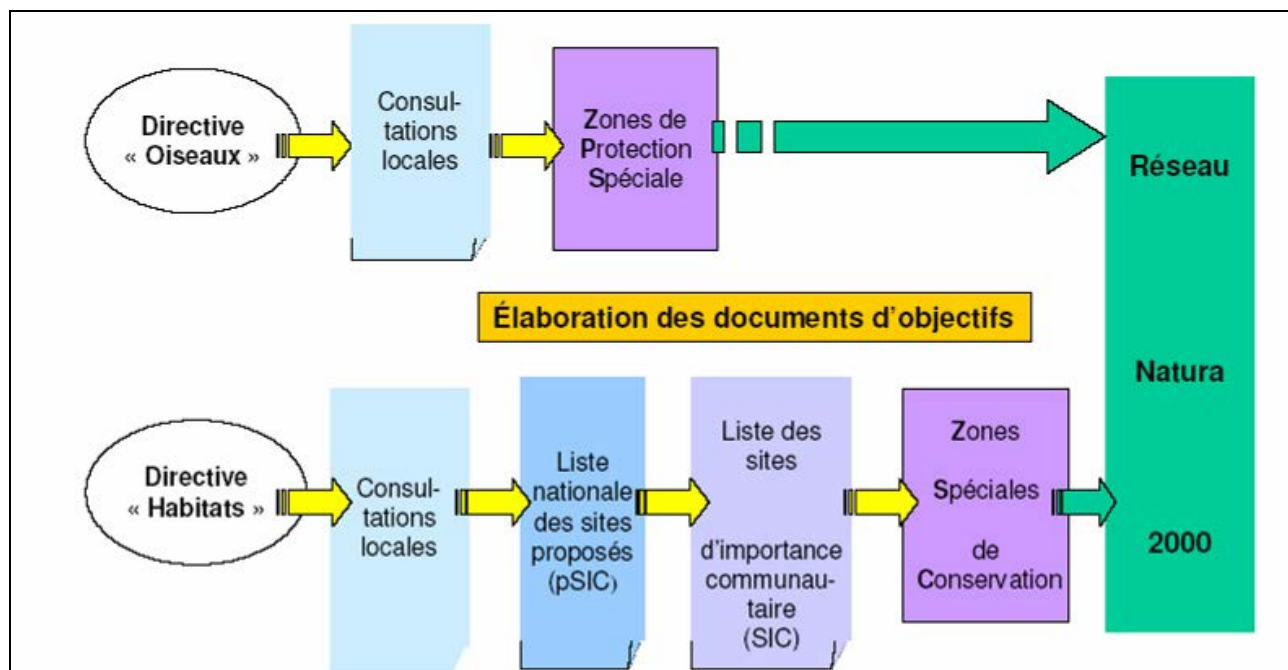 Directive
« Oiseaux »
Consul-
tations
locales
Zones de
Protection
Spéciale
Élaboration des documents d'objectifs
Directive
« Habitats »
Consul-
tations
locales
Liste
nationale
des sites
proposés
(pSIC)
Liste des
sites
d'importance
communau-
taire
(SIC)
Zones
Spéciales
de
Conservation
Réseau
Natura
2000